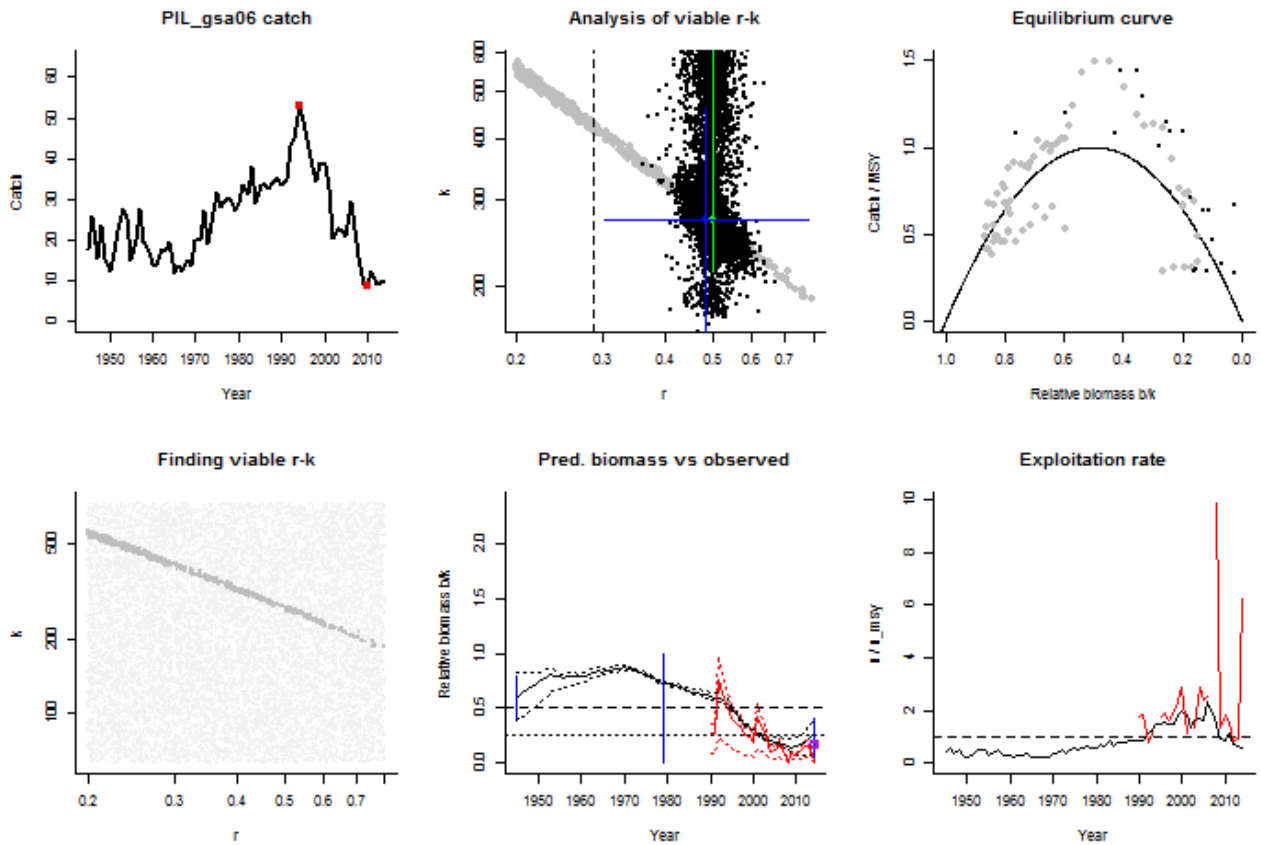 PIL_gsa06 catch
Catch
60
50
40
30
20
10
0
1950 1960 1970 1980 1990 2000 2010
Year
Analysis of viable r-k
k
600
500
400
300
200
0.2 0.3 0.4 0.5 0.6 0.7
r
Equilibrium curve
Catch / MSY
1.5
1.0
0.5
0.0
1.0 0.8 0.6 0.4 0.2 0.0
Relative biomass b/k
Finding viable r-k
k
500
200
100
0.2 0.3 0.4 0.5 0.6 0.7
r
Pred. biomass vs observed
Relative biomass b/k
2.0
1.5
1.0
0.5
0.0
1950 1960 1970 1980 1990 2000 2010
Year
Exploitation rate
u / u_msy
10
8
6
4
2
0
1950 1960 1970 1980 1990 2000 2010
Year